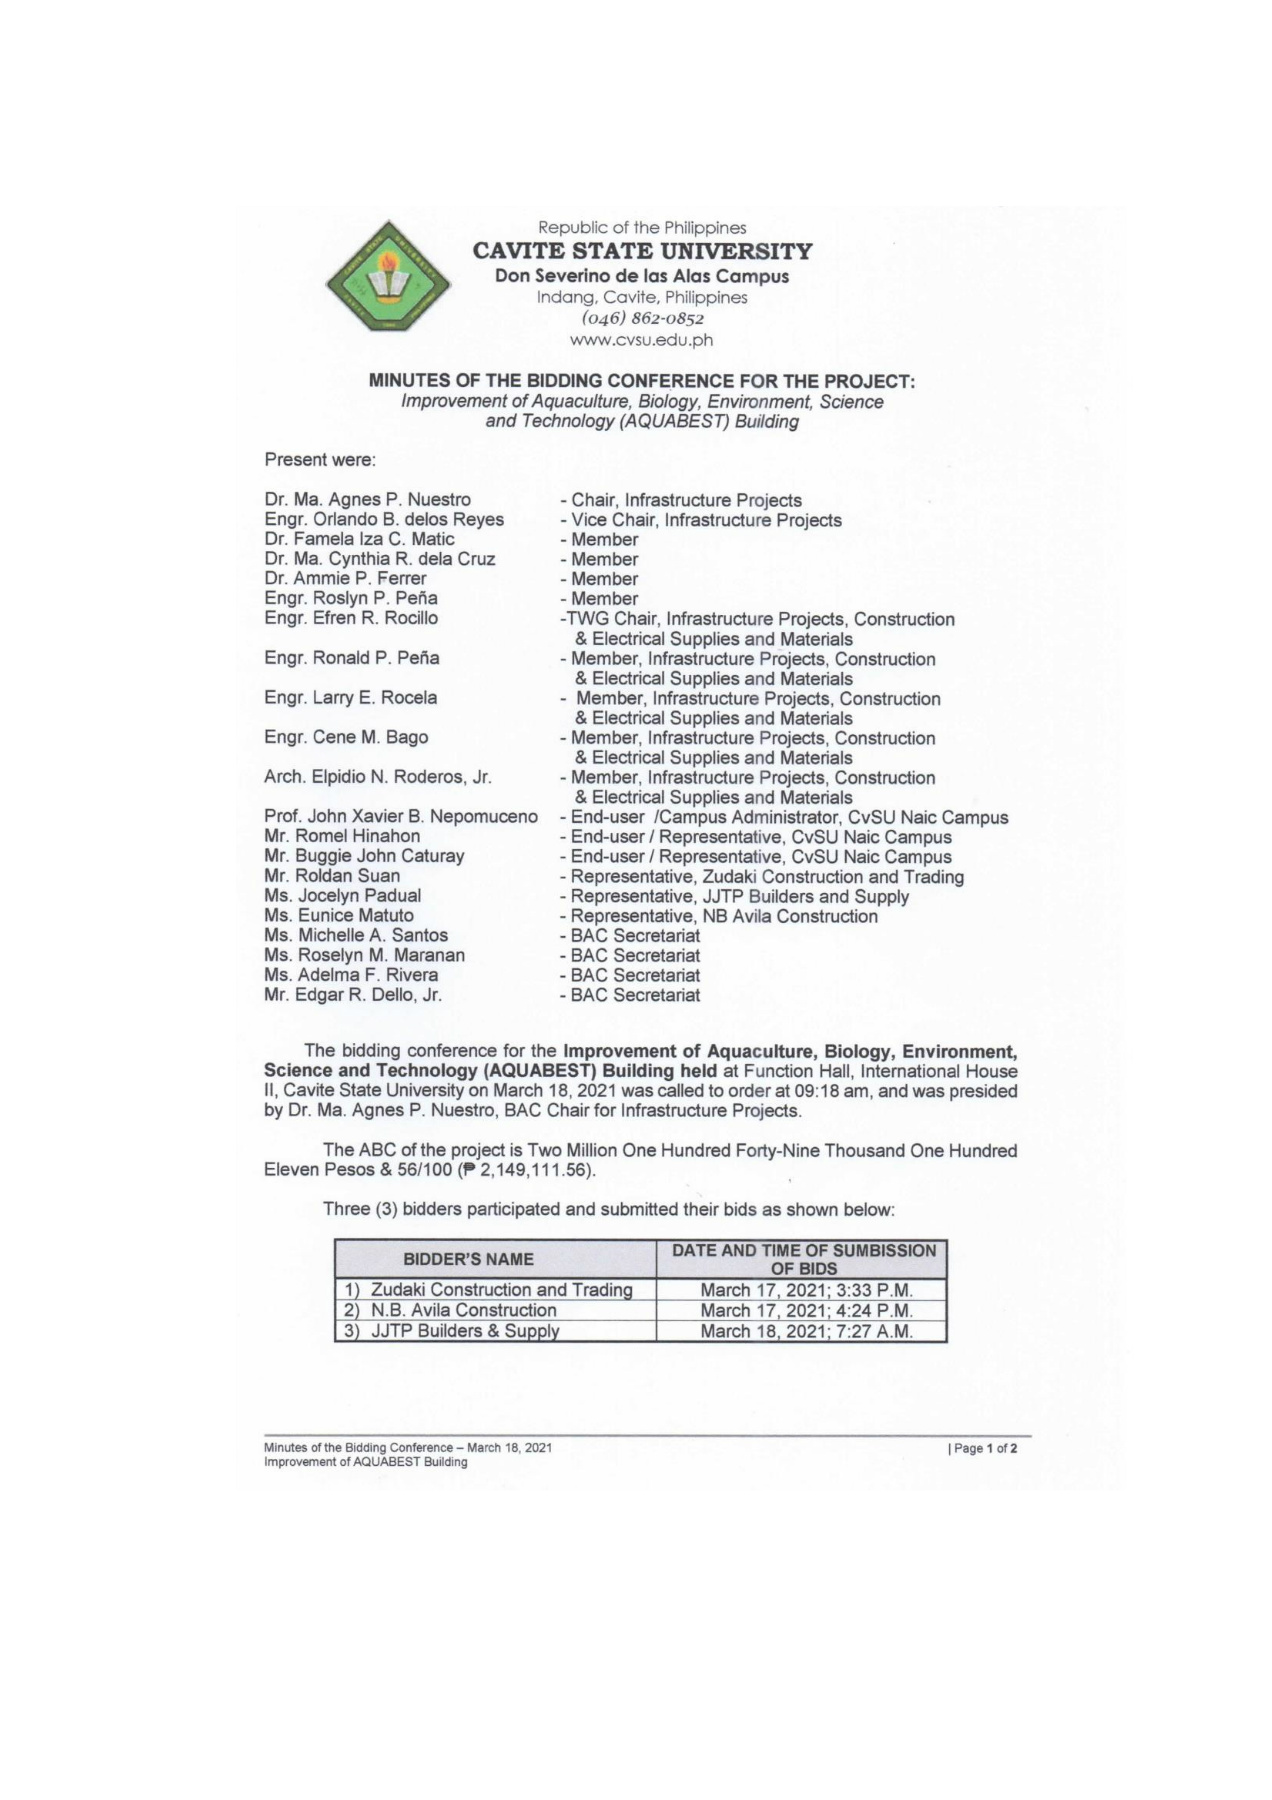 Republic of the Philippines
CAVITE STATE UNIVERSITY
Don Severino de las Alas Campus
Indang, Cavite, Philippines
(046) 862-0852
www.cvsu.edu.ph
MINUTES OF THE BIDDING CONFERENCE FOR THE PROJECT:
Improvement of Aquaculture, Biology, Environment, Science
and Technology (AQUABEST) Building
Present were:
Dr. Ma. Agnes P. Nuestro - Chair, Infrastructure Projects
Engr. Orlando B. delos Reyes - Vice Chair, Infrastructure Projects
Dr. Famela Iza C. Matic - Member
Dr. Ma. Cynthia R. dela Cruz - Member
Dr. Ammie P. Ferrer - Member
Engr. Roslyn P. Peña - Member
Engr. Efren R. Rocillo -TWG Chair, Infrastructure Projects, Construction
& Electrical Supplies and Materials
Engr. Ronald P. Peña - Member, Infrastructure Projects, Construction
& Electrical Supplies and Materials
Engr. Larry E. Rocela - Member, Infrastructure Projects, Construction
& Electrical Supplies and Materials
Engr. Cene M. Bago - Member, Infrastructure Projects, Construction
& Electrical Supplies and Materials
Arch. Elpidio N. Roderos, Jr. - Member, Infrastructure Projects, Construction
& Electrical Supplies and Materials
Prof. John Xavier B. Nepomuceno - End-user /Campus Administrator, CvSU Naic Campus
Mr. Romel Hinahon - End-user / Representative, CvSU Naic Campus
Mr. Buggie John Caturay - End-user / Representative, CvSU Naic Campus
Mr. Roldan Suan - Representative, Zudaki Construction and Trading
Ms. Jocelyn Padual - Representative, JJTP Builders and Supply
Ms. Eunice Matuto - Representative, NB Avila Construction
Ms. Michelle A. Santos - BAC Secretariat
Ms. Roselyn M. Maranan - BAC Secretariat
Ms. Adelma F. Rivera - BAC Secretariat
Mr. Edgar R. Dello, Jr. - BAC Secretariat
The bidding conference for the Improvement of Aquaculture, Biology, Environment,
Science and Technology (AQUABEST) Building held at Function Hall, International House
II, Cavite State University on March 18, 2021 was called to order at 09:18 am, and was presided
by Dr. Ma. Agnes P. Nuestro, BAC Chair for Infrastructure Projects.
The ABC of the project is Two Million One Hundred Forty-Nine Thousand One Hundred
Eleven Pesos & 56/100 (₱ 2,149,111.56).
Three (3) bidders participated and submitted their bids as shown below:
BIDDER'S NAME DATE AND TIME OF SUMBISSION
OF BIDS
1) Zudaki Construction and Trading March 17, 2021; 3:33 P.M.
2) N.B. Avila Construction March 17, 2021; 4:24 P.M.
3) JJTP Builders & Supply March 18, 2021; 7:27 A.M.
Minutes of the Bidding Conference – March 18, 2021 | Page 1 of 2
Improvement of AQUABEST Building